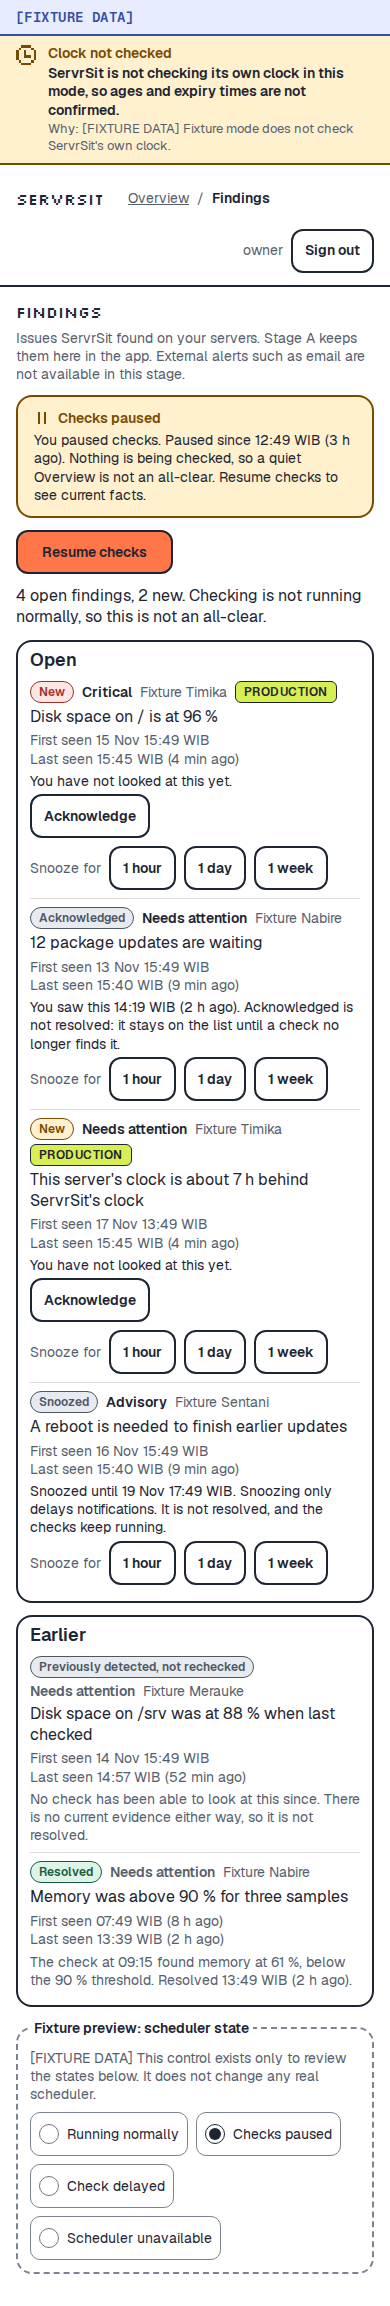 [FIXTURE DATA]
Clock not checked
ServrSit is not checking its own clock in this
mode, so ages and expiry times are not
confirmed.
Why: [FIXTURE DATA] Fixture mode does not check
ServrSit's own clock.
SERVRSIT Overview / Findings
owner Sign out
FINDINGS
Issues ServrSit found on your servers. Stage A keeps
them here in the app. External alerts such as email are
not available in this stage.
Checks paused
You paused checks. Paused since 12:49 WIB (3 h
ago). Nothing is being checked, so a quiet
Overview is not an all-clear. Resume checks to
see current facts.
Resume checks
4 open findings, 2 new. Checking is not running
normally, so this is not an all-clear.
Open
New Critical Fixture Timika PRODUCTION
Disk space on / is at 96 %
First seen 15 Nov 15:49 WIB
Last seen 15:45 WIB (4 min ago)
You have not looked at this yet.
Acknowledge
Snooze for 1 hour 1 day 1 week
Acknowledged Needs attention Fixture Nabire
12 package updates are waiting
First seen 13 Nov 15:49 WIB
Last seen 15:40 WIB (9 min ago)
You saw this 14:19 WIB (2 h ago). Acknowledged is
not resolved: it stays on the list until a check no
longer finds it.
Snooze for 1 hour 1 day 1 week
New Needs attention Fixture Timika
PRODUCTION
This server's clock is about 7 h behind
ServrSit's clock
First seen 17 Nov 13:49 WIB
Last seen 15:45 WIB (4 min ago)
You have not looked at this yet.
Acknowledge
Snooze for 1 hour 1 day 1 week
Snoozed Advisory Fixture Sentani
A reboot is needed to finish earlier updates
First seen 16 Nov 15:49 WIB
Last seen 15:40 WIB (9 min ago)
Snoozed until 19 Nov 17:49 WIB. Snoozing only
delays notifications. It is not resolved, and the
checks keep running.
Snooze for 1 hour 1 day 1 week
Earlier
Previously detected, not rechecked
Needs attention Fixture Merauke
Disk space on /srv was at 88 % when last
checked
First seen 14 Nov 15:49 WIB
Last seen 14:57 WIB (52 min ago)
No check has been able to look at this since. There
is no current evidence either way, so it is not
resolved.
Resolved Needs attention Fixture Nabire
Memory was above 90 % for three samples
First seen 07:49 WIB (8 h ago)
Last seen 13:39 WIB (2 h ago)
The check at 09:15 found memory at 61 %, below
the 90 % threshold. Resolved 13:49 WIB (2 h ago).
Fixture preview: scheduler state
[FIXTURE DATA] This control exists only to review
the states below. It does not change any real
scheduler.
Running normally Checks paused
Check delayed
Scheduler unavailable